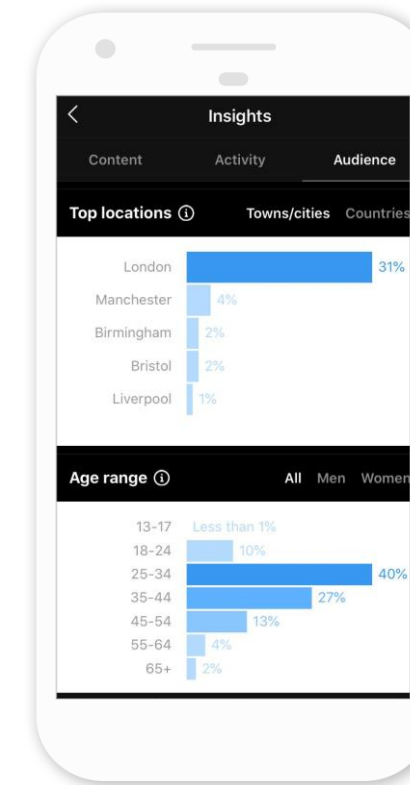 Insights
Content Activity Audience
Top locations Towns/cities Countries
London 31%
Manchester 4%
Birmingham 2%
Bristol 2%
Liverpool 1%
Age range All Men Women
13-17 Less than 1%
18-24 10%
25-34 40%
35-44 27%
45-54 13%
55-64 4%
65+ 2%